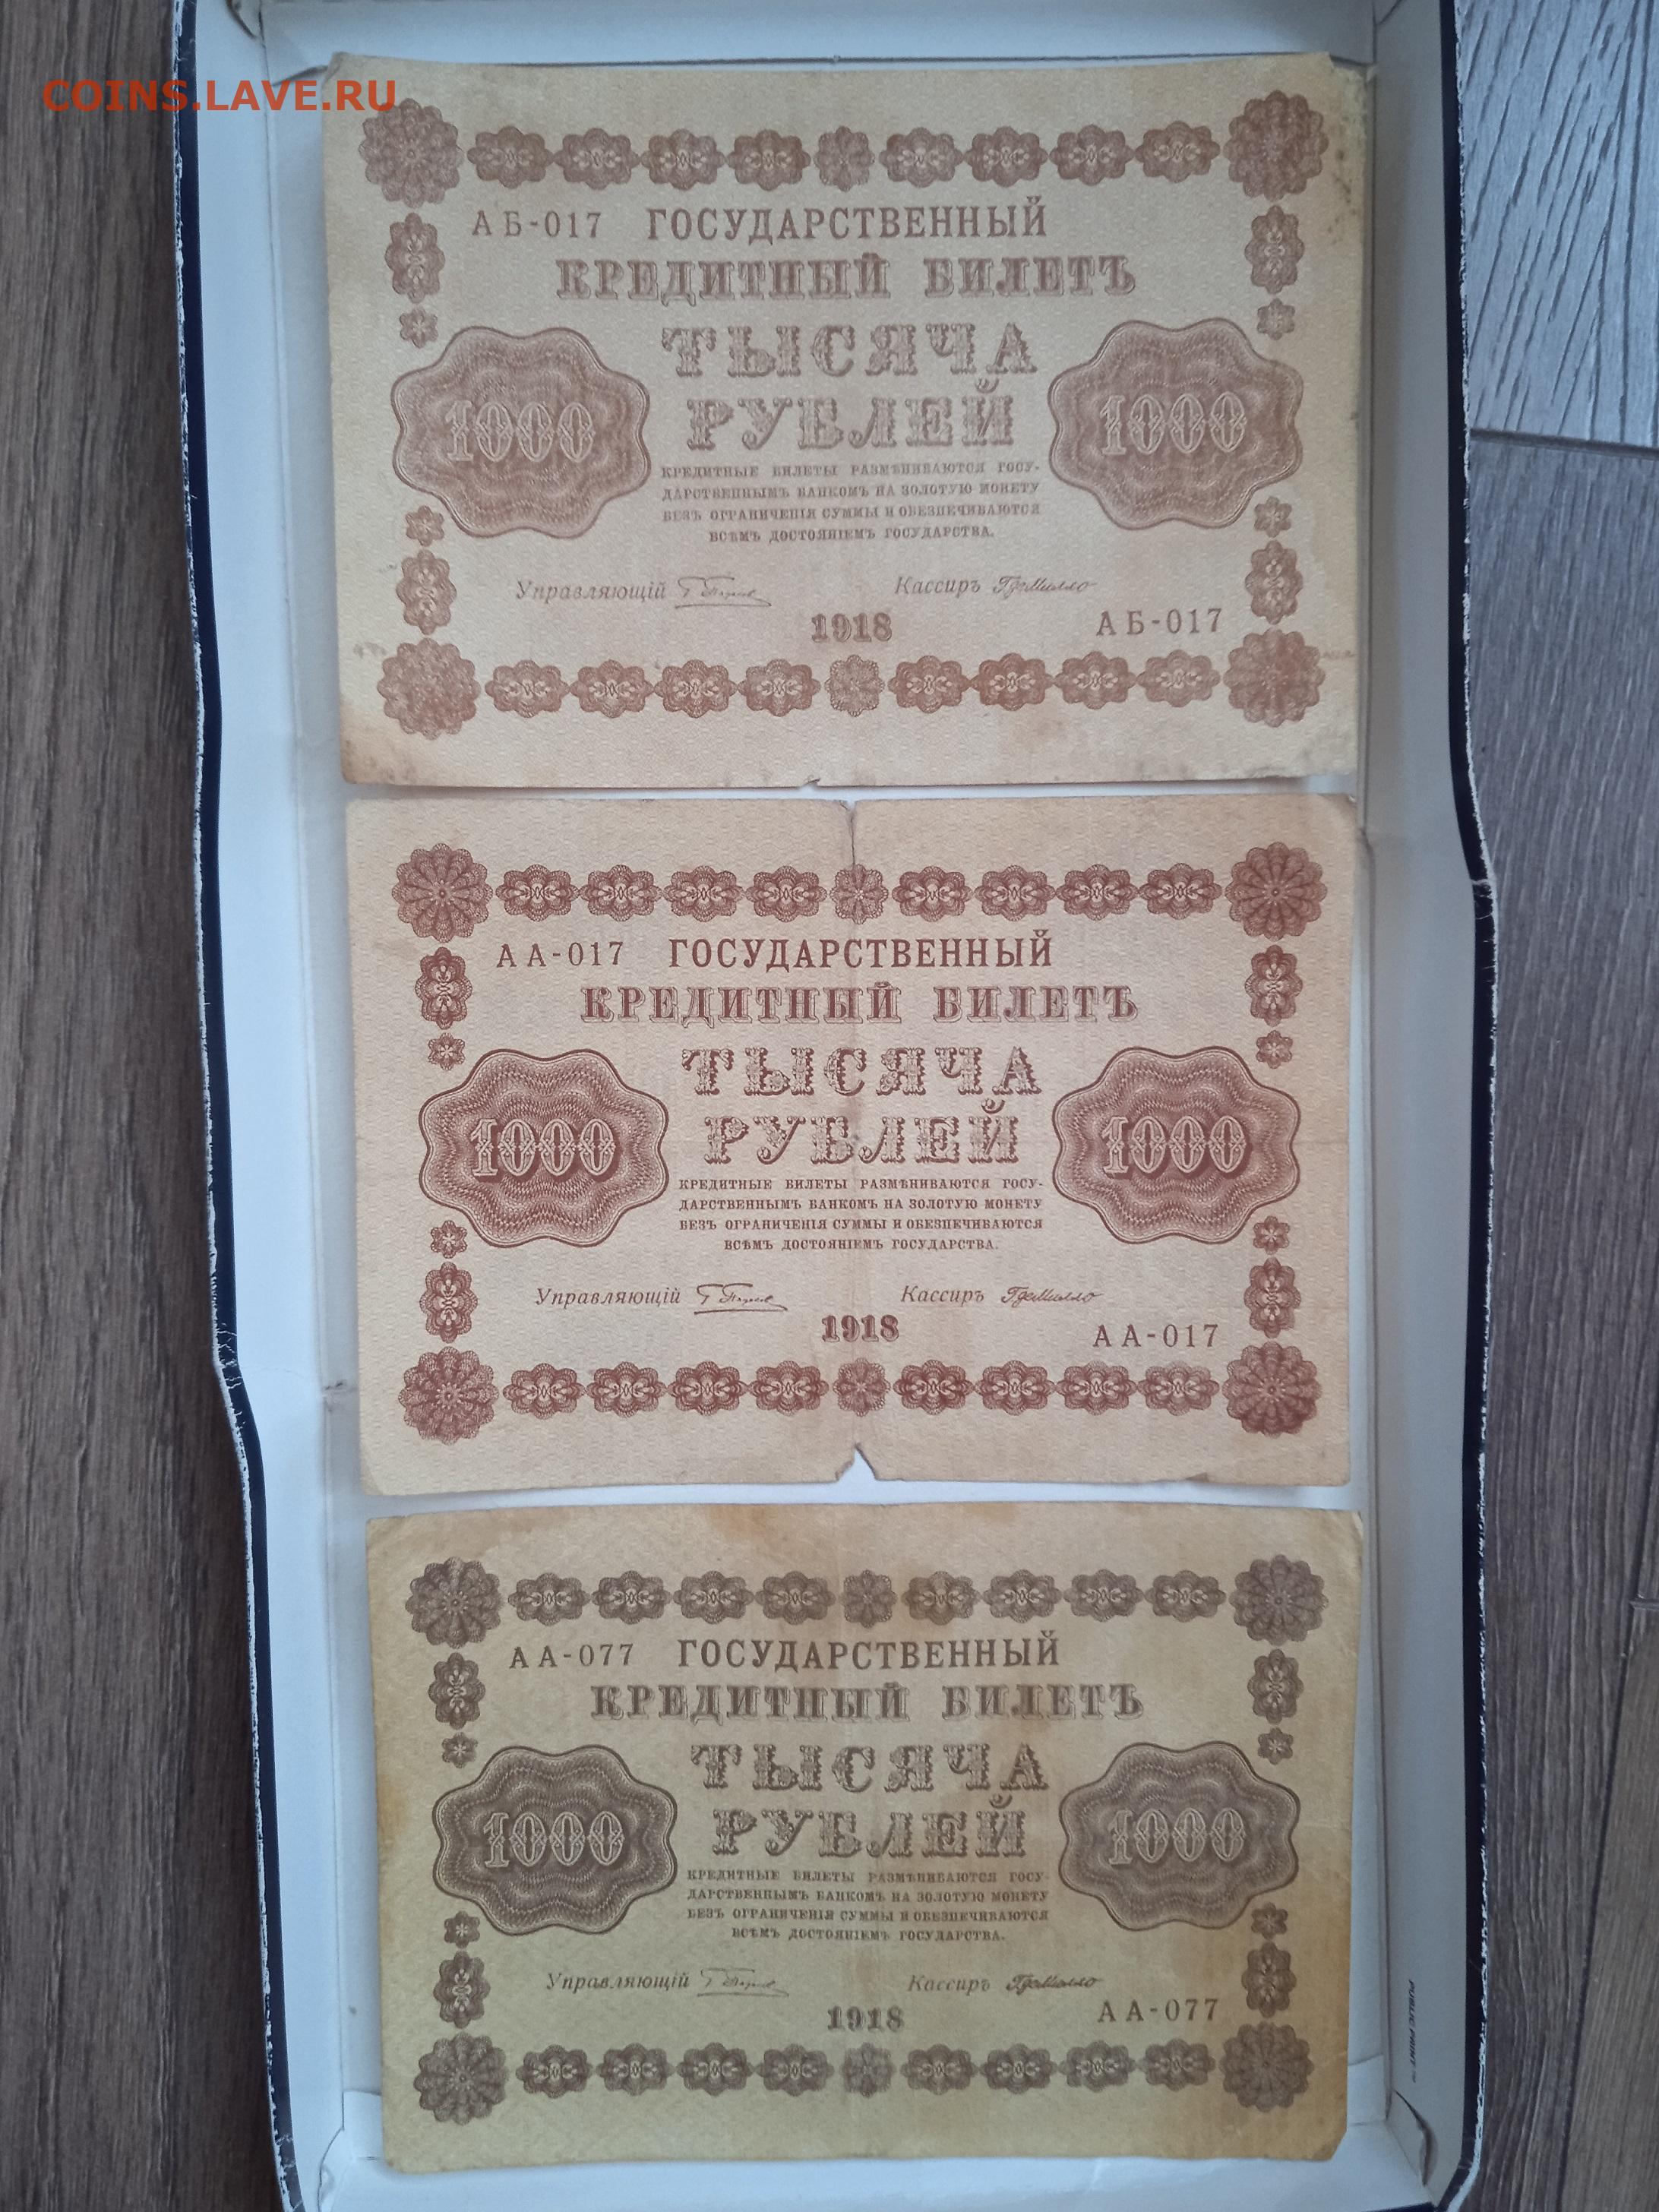 COINS.LAVE.RU
АБ-017 ГОСУДАРСТВЕННЫЙ
КРЕДИТНЫЙ БИЛЕТЪ
ТЫСЯЧА
РУБЛЕЙ
1000 1000
КРЕДИТНЫЕ БИЛЕТЫ РАЗМѢНИВАЮТСЯ ГОСУ-
ДАРСТВЕННЫМЪ БАНКОМЪ НА ЗОЛОТУЮ МОНЕТУ
БЕЗЪ ОГРАНИЧЕНІЯ СУММЫ И ОБЕЗПЕЧИВАЮТСЯ
ВСѢМЪ ДОСТОЯНІЕМЪ ГОСУДАРСТВА.
Управляющій Кассиръ
1918 АБ-017
АА-017 ГОСУДАРСТВЕННЫЙ
КРЕДИТНЫЙ БИЛЕТЪ
ТЫСЯЧА
РУБЛЕЙ
1000 1000
КРЕДИТНЫЕ БИЛЕТЫ РАЗМѢНИВАЮТСЯ ГОСУ-
ДАРСТВЕННЫМЪ БАНКОМЪ НА ЗОЛОТУЮ МОНЕТУ
БЕЗЪ ОГРАНИЧЕНІЯ СУММЫ И ОБЕЗПЕЧИВАЮТСЯ
ВСѢМЪ ДОСТОЯНІЕМЪ ГОСУДАРСТВА.
Управляющій Кассиръ
1918 АА-017
АА-077 ГОСУДАРСТВЕННЫЙ
КРЕДИТНЫЙ БИЛЕТЪ
ТЫСЯЧА
РУБЛЕЙ
1000 1000
КРЕДИТНЫЕ БИЛЕТЫ РАЗМѢНИВАЮТСЯ ГОСУ-
ДАРСТВЕННЫМЪ БАНКОМЪ НА ЗОЛОТУЮ МОНЕТУ
БЕЗЪ ОГРАНИЧЕНІЯ СУММЫ И ОБЕЗПЕЧИВАЮТСЯ
ВСѢМЪ ДОСТОЯНІЕМЪ ГОСУДАРСТВА.
Управляющій Кассиръ
1918 АА-077